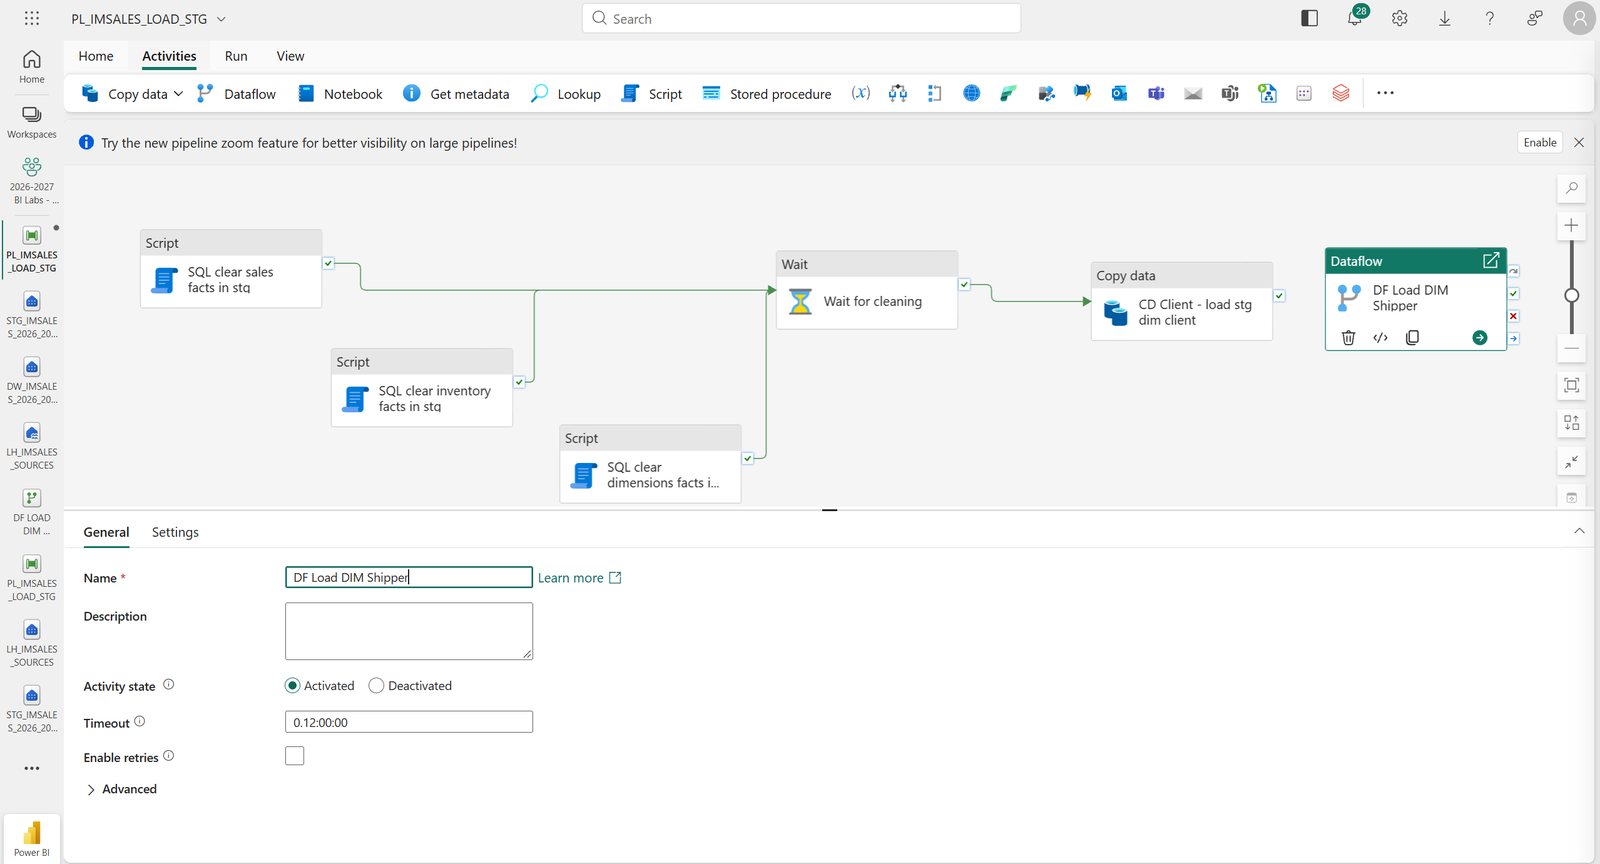 PL_IMSALES_LOAD_STG
Search
28
Home
Activities
Run
View
Copy data
Dataflow
Notebook
Get metadata
Lookup
Script
Stored procedure
(x)
Try the new pipeline zoom feature for better visibility on large pipelines!
Enable
Home
Workspaces
2026-2027
BI Labs - ...
PL_IMSALES
_LOAD_STG
STG_IMSALE
S_2026_20...
DW_IMSALE
S_2026_20...
LH_IMSALES
_SOURCES
DF LOAD
DIM ...
PL_IMSALES
_LOAD_STG
LH_IMSALES
_SOURCES
STG_IMSALE
S_2026_20...
Power BI
Script
SQL clear sales
facts in stg
Script
SQL clear inventory
facts in stg
Script
SQL clear
dimensions facts i...
Wait
Wait for cleaning
Copy data
CD Client - load stg
dim client
Dataflow
DF Load DIM
Shipper
General
Settings
Name *
DF Load DIM Shipper
Learn more
Description
Activity state
Activated
Deactivated
Timeout
0.12:00:00
Enable retries
Advanced